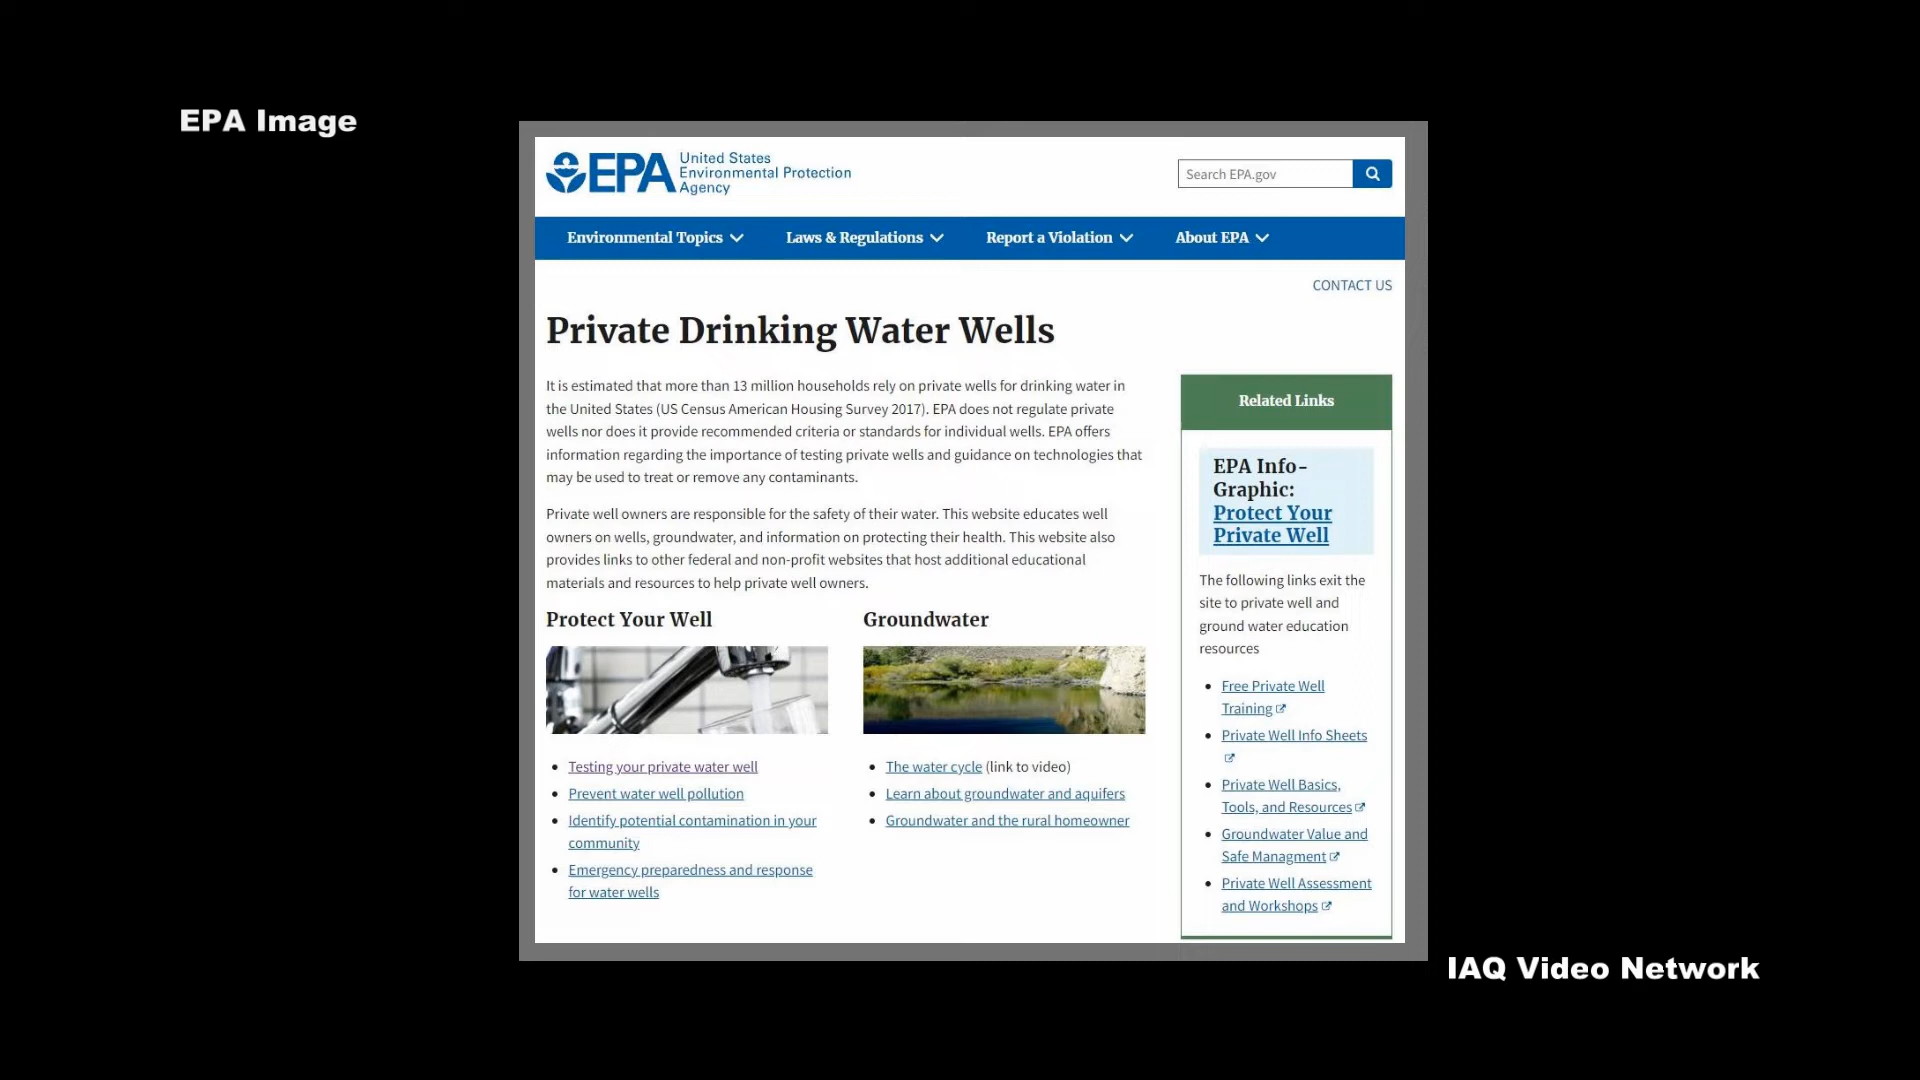 EPA Image
EPA United States
Environmental Protection
Agency
Search EPA.gov
Environmental Topics
Laws & Regulations
Report a Violation
About EPA
CONTACT US
Private Drinking Water Wells
It is estimated that more than 13 million households rely on private wells for drinking water in
the United States (US Census American Housing Survey 2017). EPA does not regulate private
wells nor does it provide recommended criteria or standards for individual wells. EPA offers
information regarding the importance of testing private wells and guidance on technologies that
may be used to treat or remove any contaminants.
Private well owners are responsible for the safety of their water. This website educates well
owners on wells, groundwater, and information on protecting their health. This website also
provides links to other federal and non-profit websites that host additional educational
materials and resources to help private well owners.
Protect Your Well
Testing your private water well
Prevent water well pollution
Identify potential contamination in your
community
Emergency preparedness and response
for water wells
Groundwater
The water cycle (link to video)
Learn about groundwater and aquifers
Groundwater and the rural homeowner
Related Links
EPA Info-
Graphic:
Protect Your
Private Well
The following links exit the
site to private well and
ground water education
resources
Free Private Well
Training
Private Well Info Sheets
Private Well Basics,
Tools, and Resources
Groundwater Value and
Safe Managment
Private Well Assessment
and Workshops
IAQ Video Network